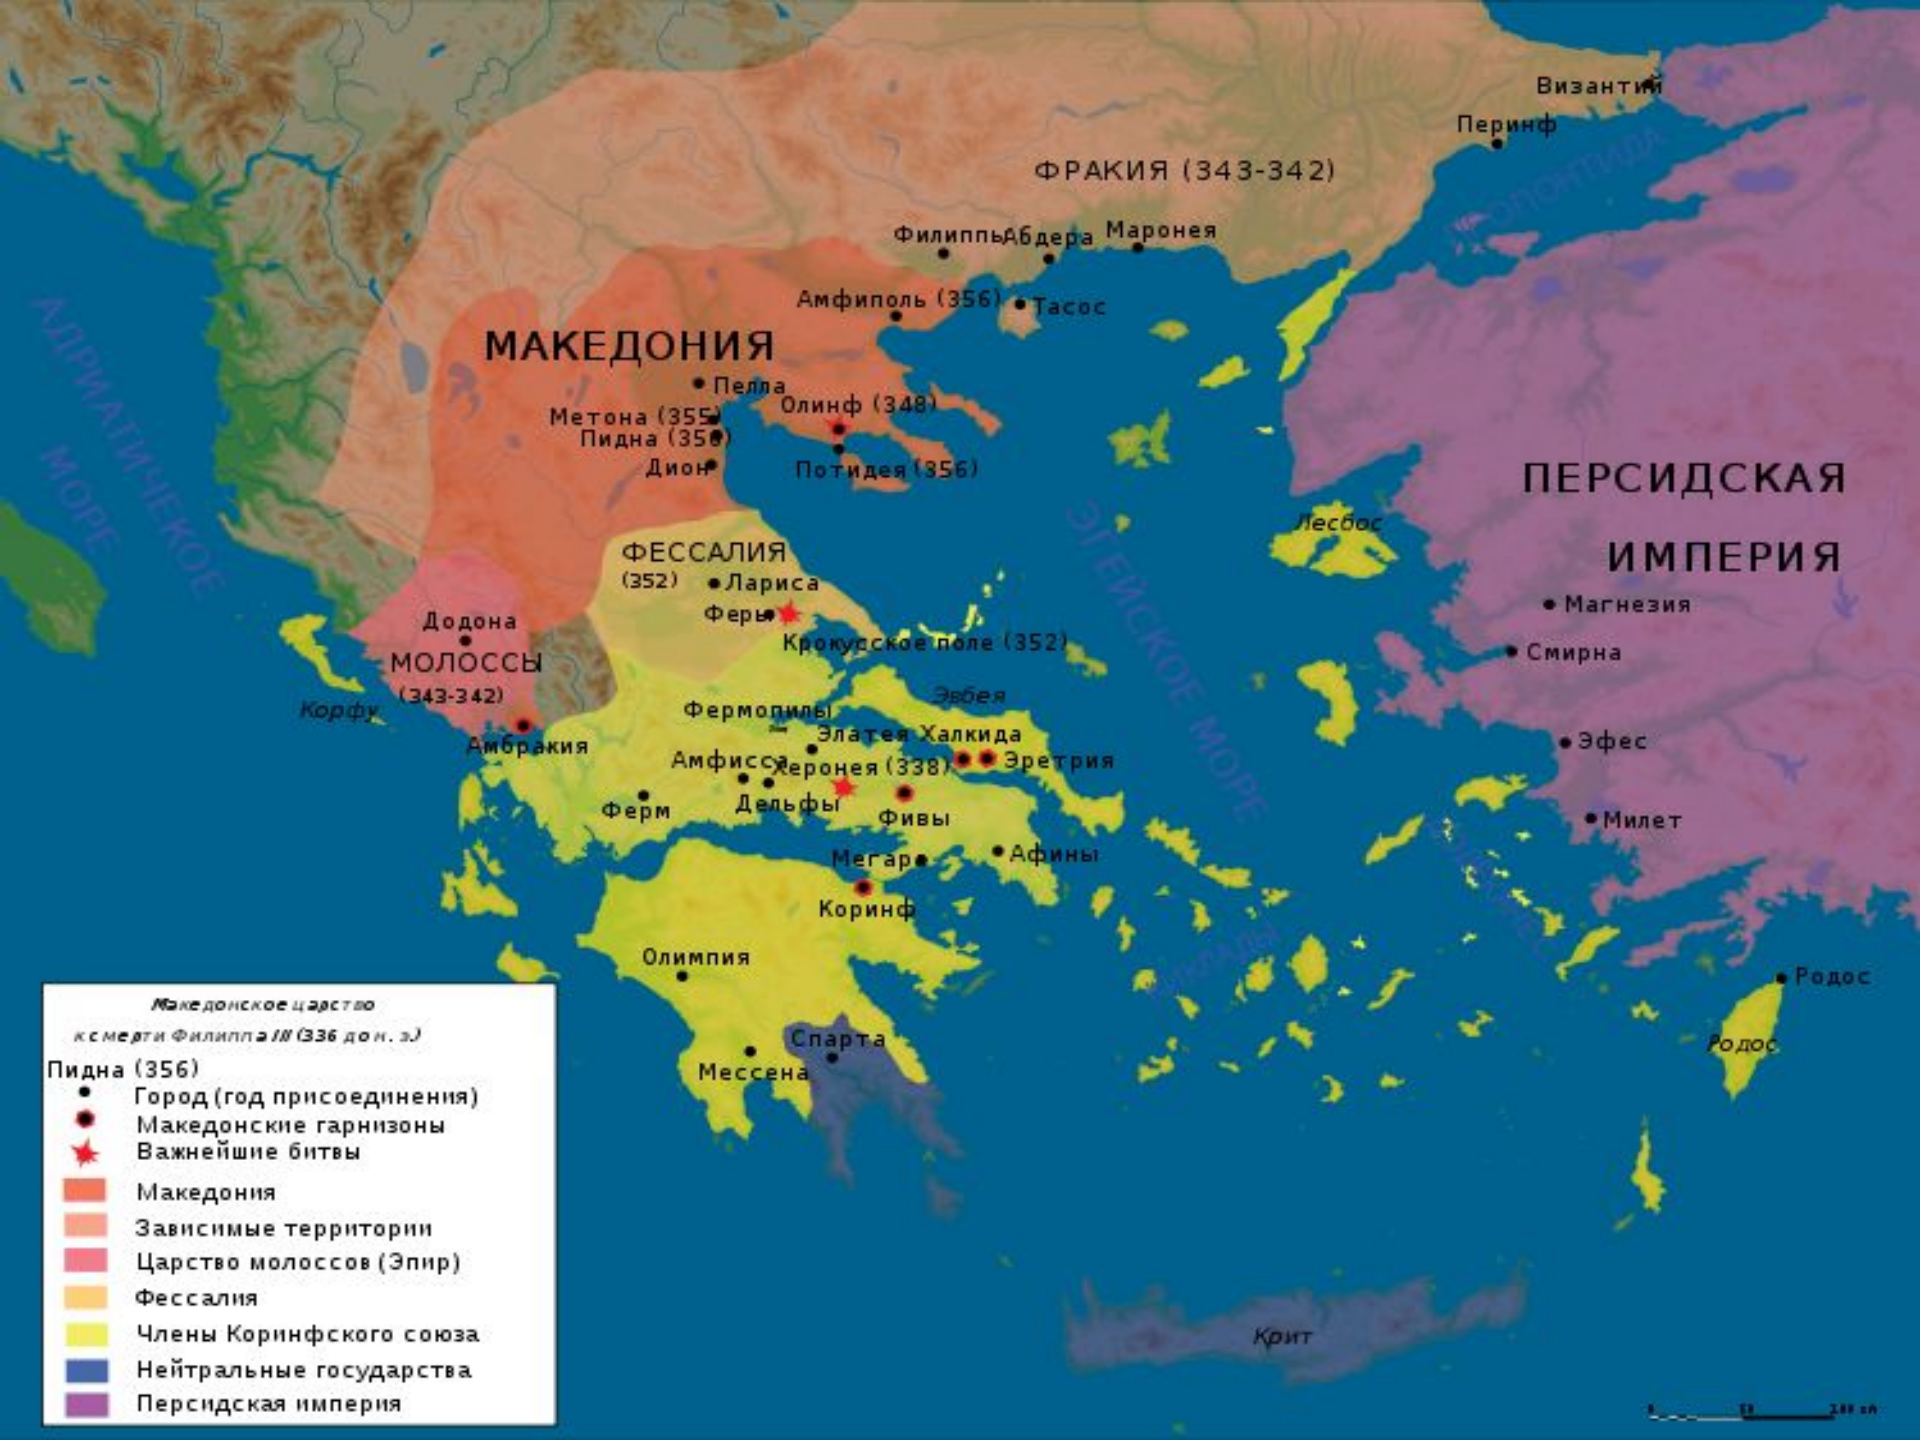 Византий
Перинф
ПРОПОНТИДА
ФРАКИЯ (343-342)
Филиппы
Абдера
Маронея
Амфиполь (356)
Тасос
МАКЕДОНИЯ
Пелла
Олинф (348)
Метона (355)
Пидна (356)
Дион
Потидея (356)
АДРИАТИЧЕКОЕ
МОРЕ
ПЕРСИДСКАЯ
ИМПЕРИЯ
ЭГЕЙСКОЕ МОРЕ
Лесбос
ФЕССАЛИЯ
(352)
Лариса
Феры
Крокусское поле (352)
Магнезия
Смирна
Додона
МОЛОССЫ
(343-342)
Корфу
Амбракия
Эвбея
Фермопилы
Элатея
Халкида
Эфес
Амфисса
Херонея (338)
Эретрия
Дельфы
Ферм
Фивы
Милет
Мегара
Афины
Коринф
Олимпия
КИКЛАДЫ
Родос
Родос
Спарта
Мессена
Крит
Македонское царство
к смерти Филиппа III (336 до н. э.)
Пидна (356)
Город (год присоединения)
Македонские гарнизоны
Важнейшие битвы
Македония
Зависимые территории
Царство молоссов (Эпир)
Фессалия
Члены Коринфского союза
Нейтральные государства
Персидская империя